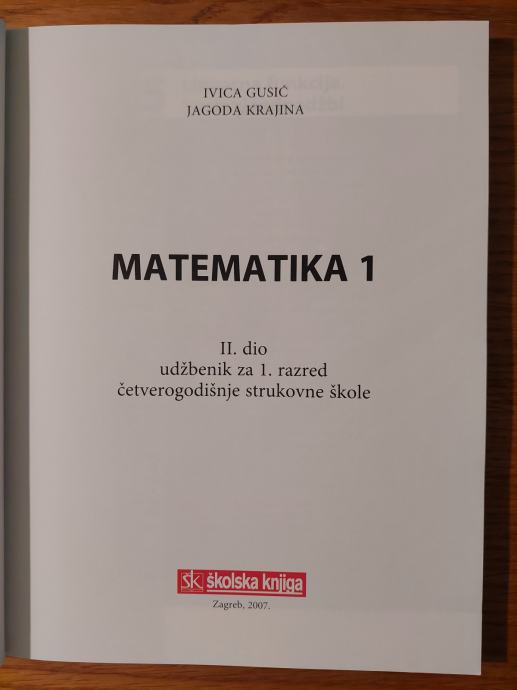 IVICA GUSIĆ
JAGODA KRAJINA
MATEMATIKA 1
II. dio
udžbenik za 1. razred
četverogodišnje strukovne škole
šk školska knjiga
Zagreb, 2007.